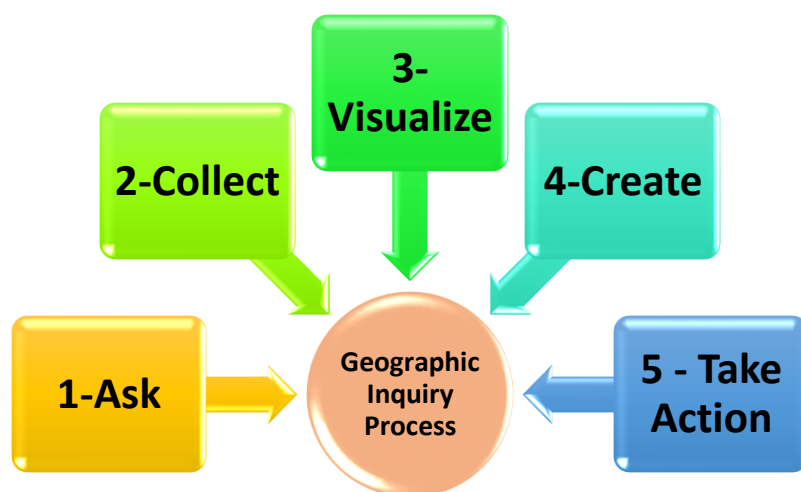 1-Ask
2-Collect
3-
Visualize
4-Create
5 - Take
Action
Geographic
Inquiry
Process